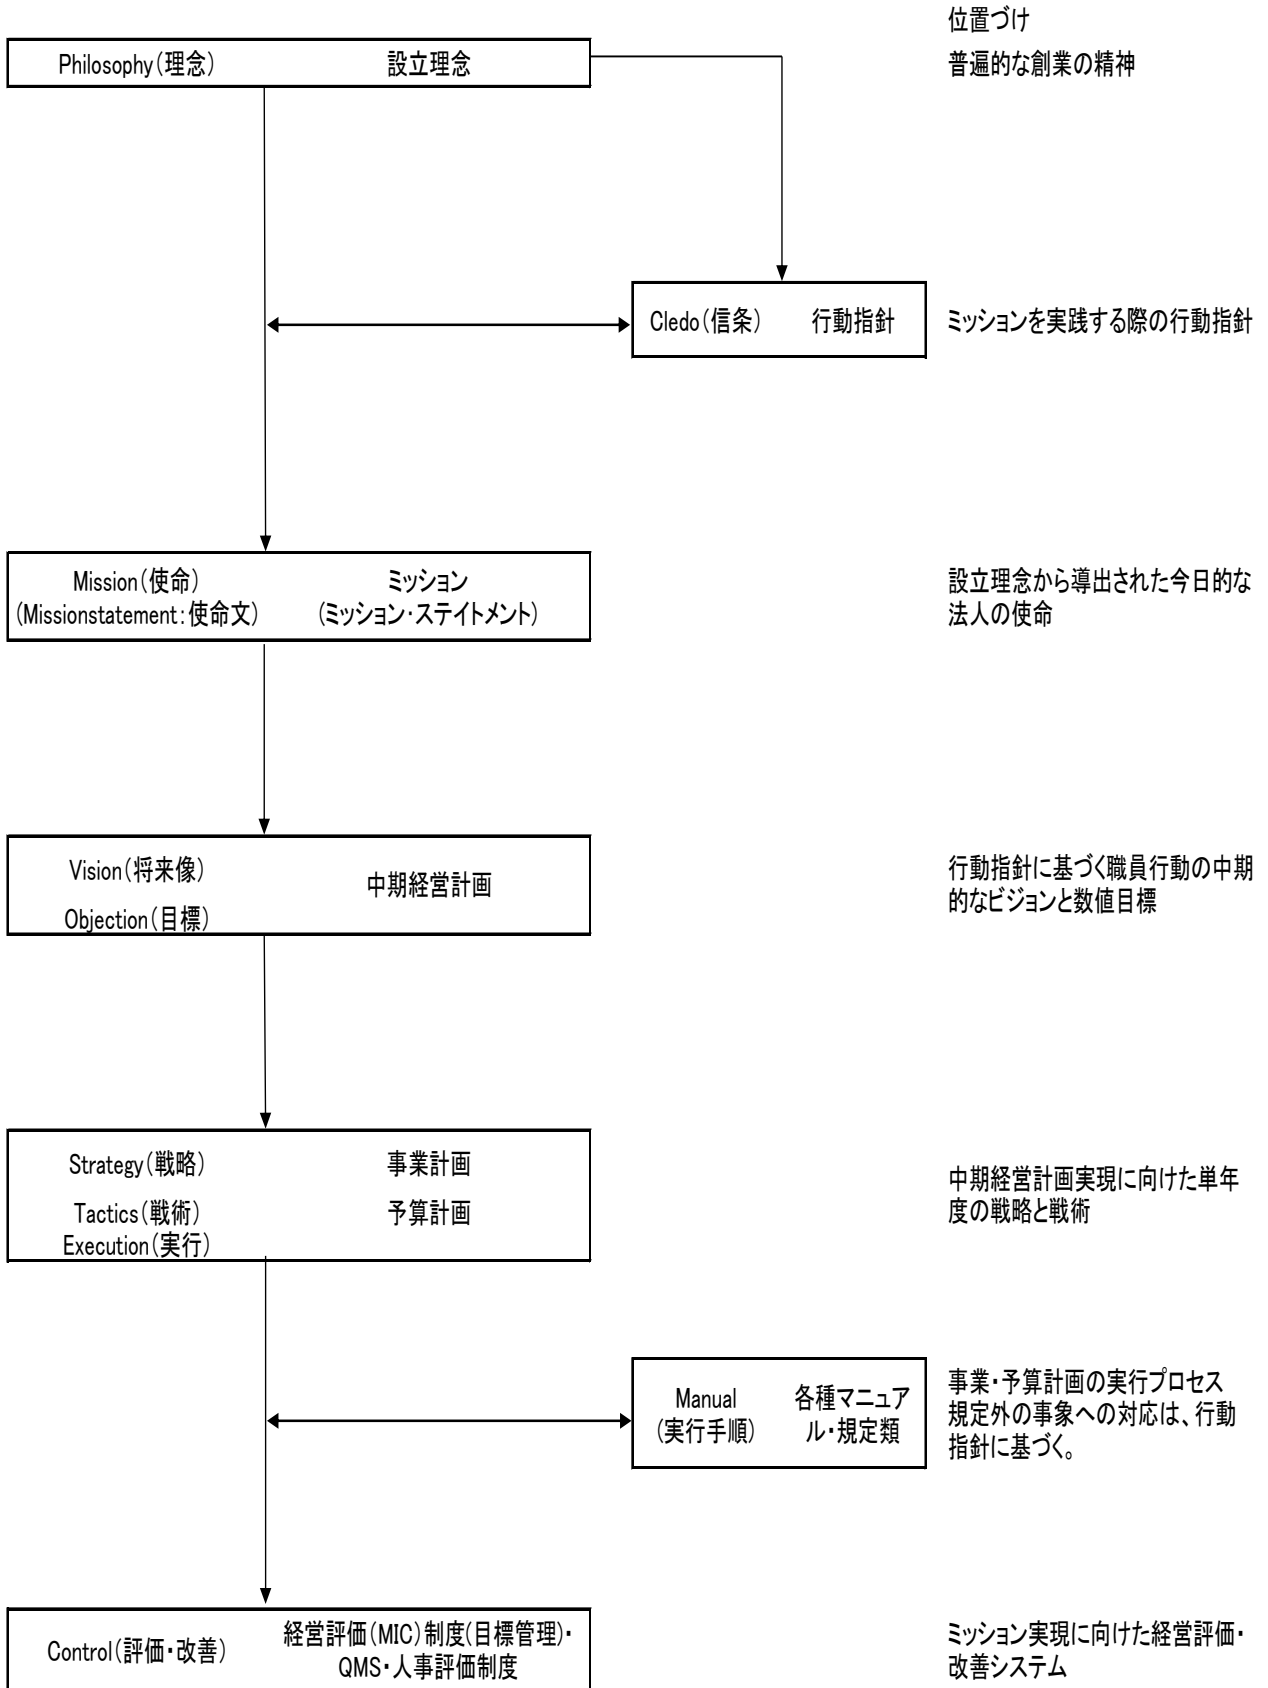 位置づけ
Philosophy(理念) 設立理念 普遍的な創業の精神
Cledo(信条) 行動指針 ミッションを実践する際の行動指針
Mission(使命) ミッション 設立理念から導出された今日的な
(Missionstatement:使命文) (ミッション・ステイトメント) 法人の使命
Vision(将来像) 行動指針に基づく職員行動の中期
中期経営計画 的なビジョンと数値目標
Objection(目標)
Strategy(戦略) 事業計画 中期経営計画実現に向けた単年
Tactics(戦術) 予算計画 度の戦略と戦術
Execution(実行)
事業・予算計画の実行プロセス
Manual 各種マニュア 規定外の事象への対応は、行動
(実行手順) ル・規定類 指針に基づく。
経営評価(MIC)制度(目標管理)・ ミッション実現に向けた経営評価・
Control(評価・改善) QMS・人事評価制度 改善システム